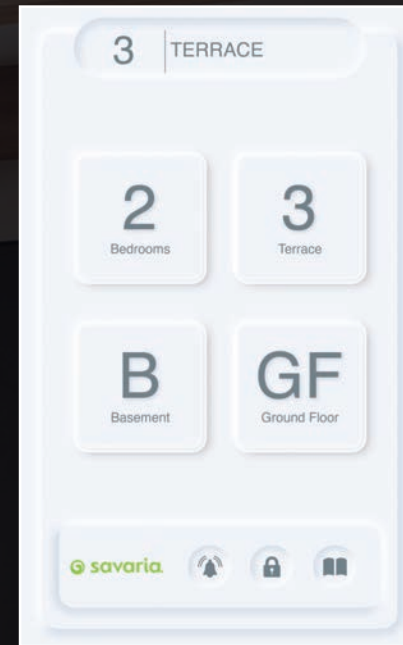 3 TERRACE
2
Bedrooms
3
Terrace
B
Basement
GF
Ground Floor
savaria